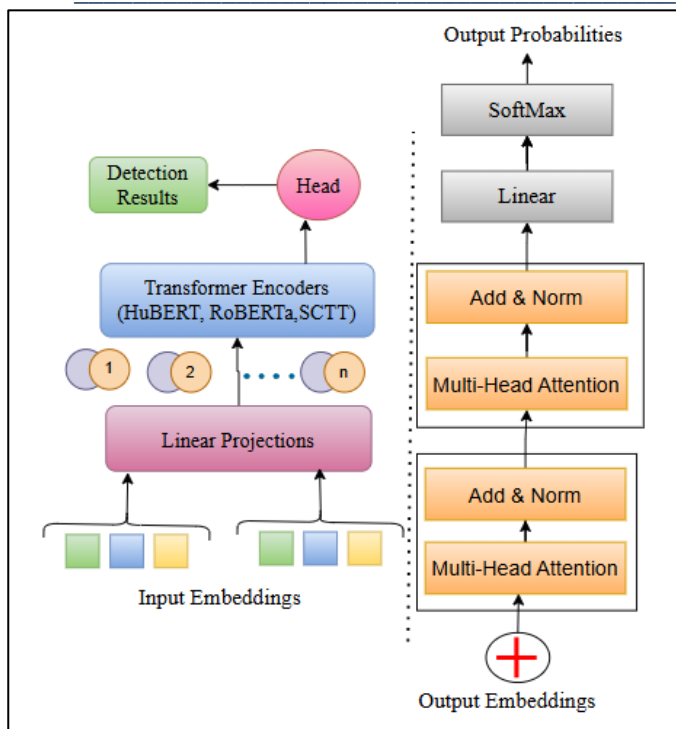 Output Probabilities
SoftMax
Linear
Detection
Results
Head
Transformer Encoders
(HuBERT, RoBERTa,SCTT)
1
2
n
Linear Projections
Input Embeddings
Add & Norm
Multi-Head Attention
Add & Norm
Multi-Head Attention
Output Embeddings